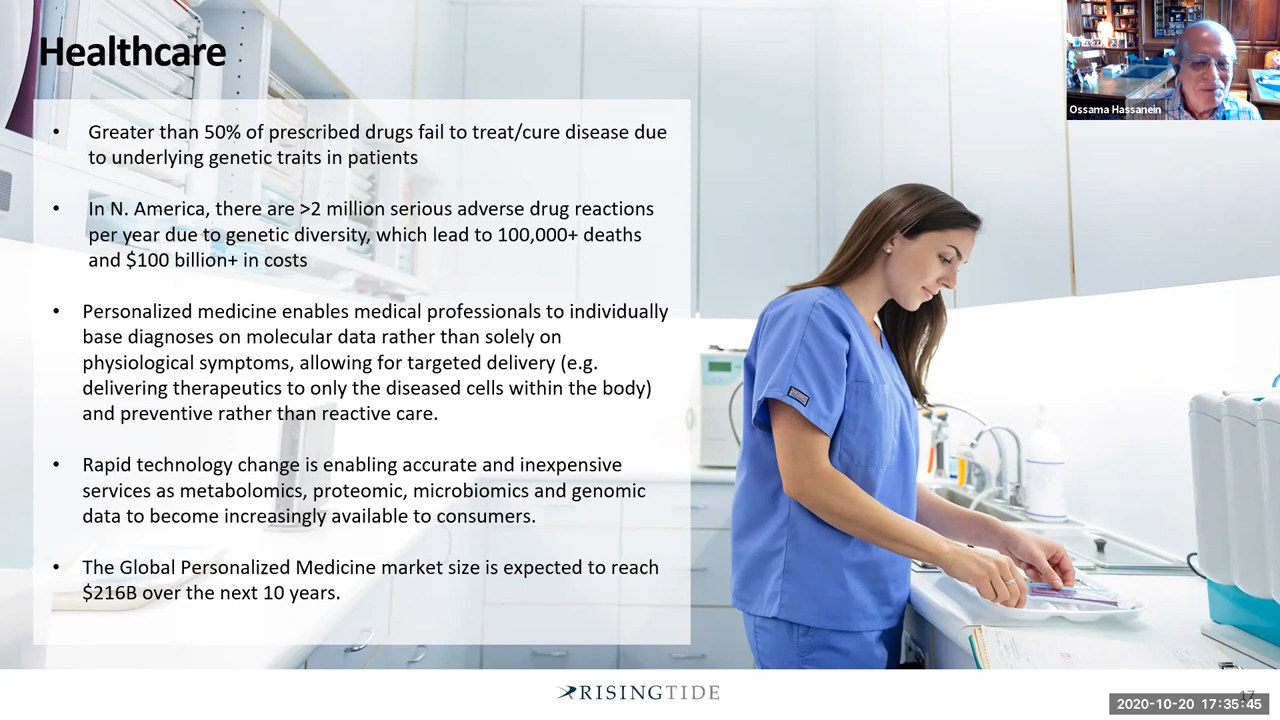 Healthcare
Ossama Hassanein
• Greater than 50% of prescribed drugs fail to treat/cure disease due
to underlying genetic traits in patients
• In N. America, there are >2 million serious adverse drug reactions
per year due to genetic diversity, which lead to 100,000+ deaths
and $100 billion+ in costs
• Personalized medicine enables medical professionals to individually
base diagnoses on molecular data rather than solely on
physiological symptoms, allowing for targeted delivery (e.g.
delivering therapeutics to only the diseased cells within the body)
and preventive rather than reactive care.
• Rapid technology change is enabling accurate and inexpensive
services as metabolomics, proteomic, microbiomics and genomic
data to become increasingly available to consumers.
• The Global Personalized Medicine market size is expected to reach
$216B over the next 10 years.
RISINGTIDE
17
2020-10-20 17:35:45